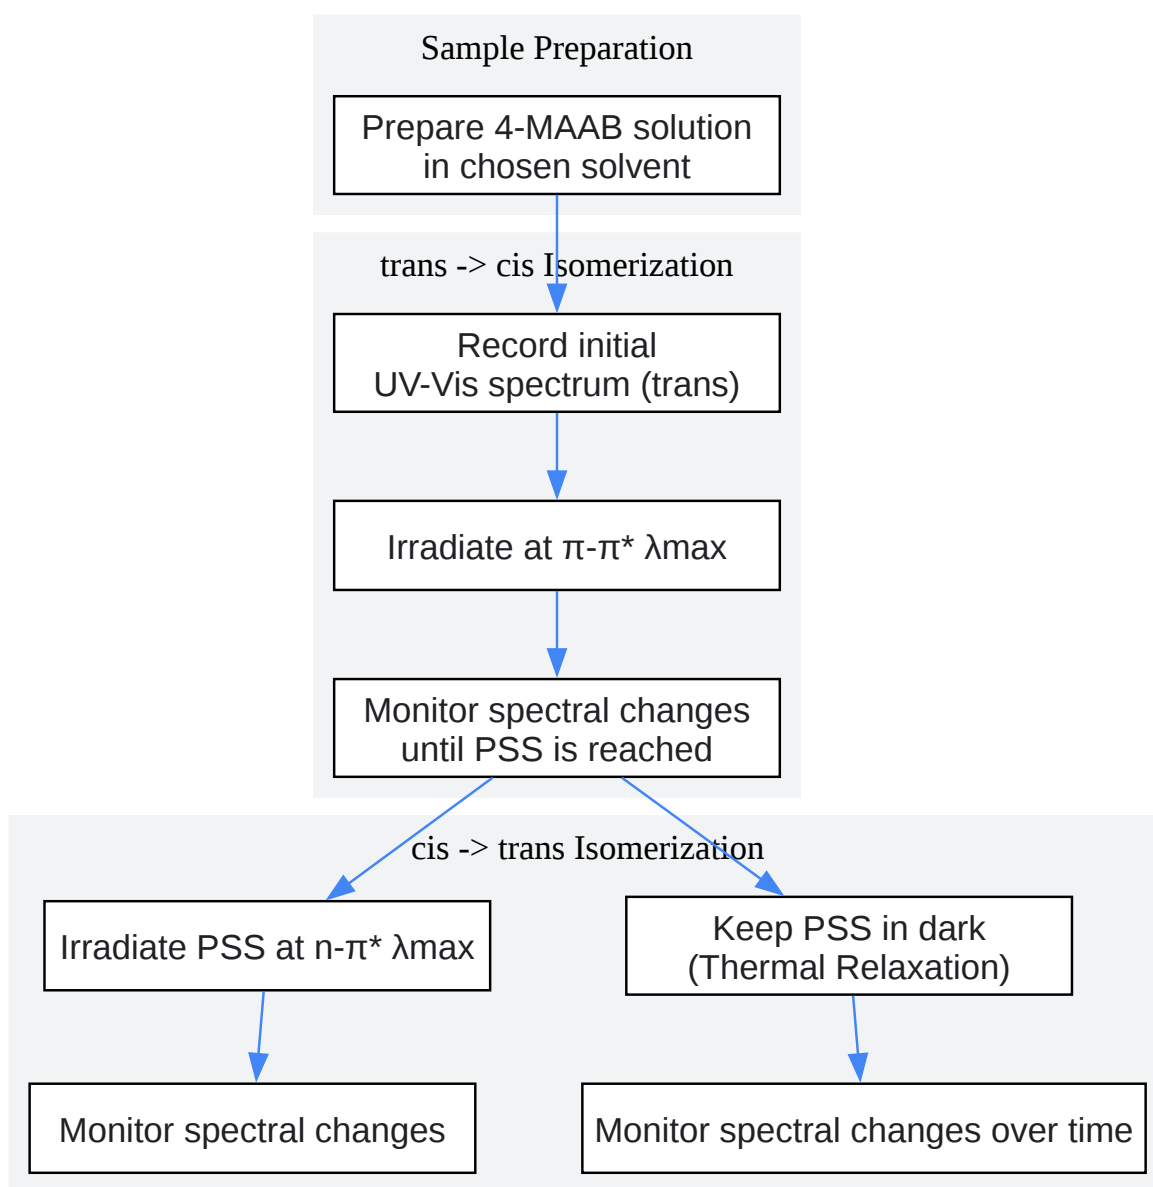 Sample Preparation
Prepare 4-MAAB solution
in chosen solvent
trans -> cis Isomerization
Record initial
UV-Vis spectrum (trans)
Irradiate at π-π* λmax
Monitor spectral changes
until PSS is reached
cis -> trans Isomerization
Irradiate PSS at n-π* λmax
Keep PSS in dark
(Thermal Relaxation)
Monitor spectral changes
Monitor spectral changes over time